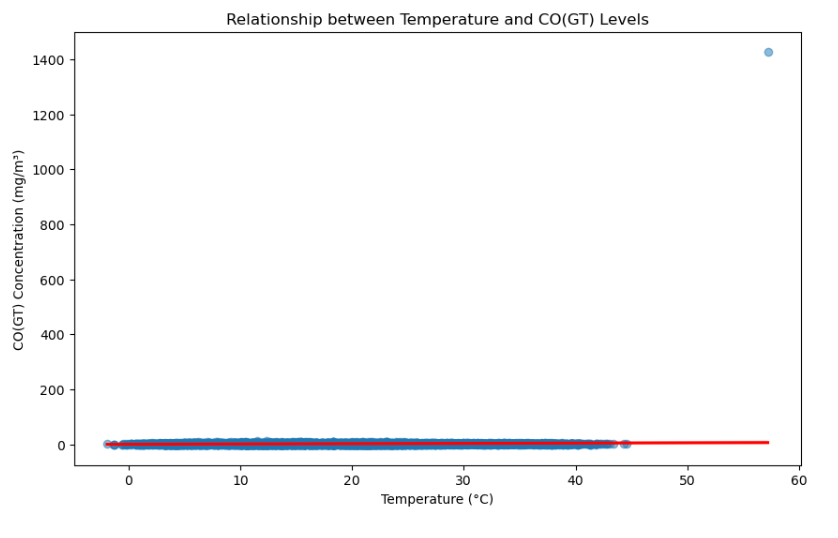 Relationship between Temperature and CO(GT) Levels
1400
1200
1000
800
600
400
200
0
CO(GT) Concentration (mg/m³)
0 10 20 30 40 50 60
Temperature (°C)